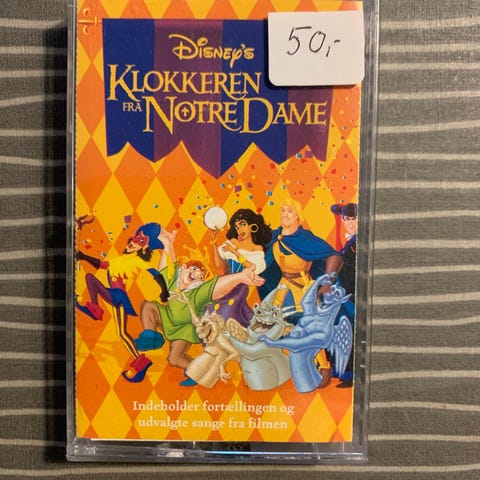 50,-
Disney's
KLOKKEREN
FRA NOTRE DAME
Indeholder fortællingen og
udvalgte sange fra filmen